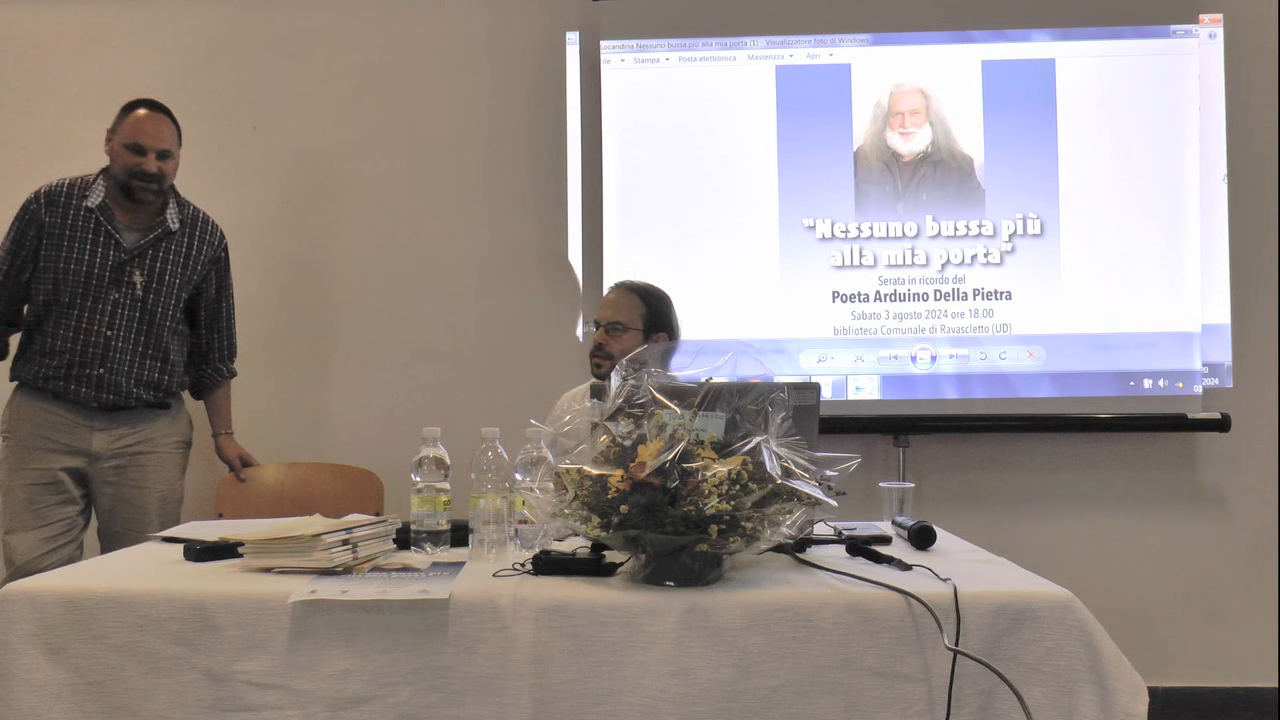 Locandina Nessuno bussa più alla mia porta (1) - Visualizzatore foto di Windows
ile Stampa Posta elettronica Masterizza Apri
"Nessuno bussa più
alla mia porta"
Serata in ricordo del
Poeta Arduino Della Pietra
Sabato 3 agosto 2024 ore 18.00
biblioteca Comunale di Ravascletto (UD)
2024